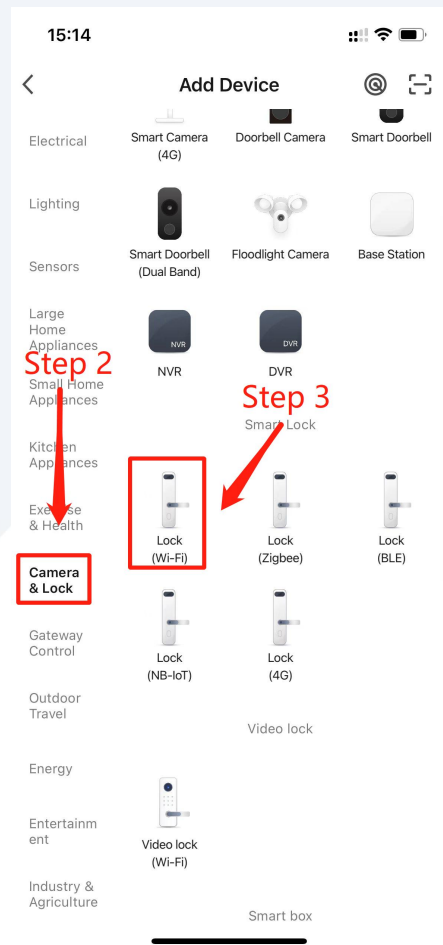 15:14
Add Device
Electrical
Lighting
Sensors
Large
Home
Appliances
Step 2
Small Home
Appliances
Kitchen
Appliances
Exercise
& Health
Camera
& Lock
Gateway
Control
Outdoor
Travel
Energy
Entertainm
ent
Industry &
Agriculture
Smart Camera
(4G)
Doorbell Camera
Smart Doorbell
Smart Doorbell
(Dual Band)
Floodlight Camera
Base Station
NVR
NVR
DVR
DVR
Step 3
Smart Lock
Lock
(Wi-Fi)
Lock
(Zigbee)
Lock
(BLE)
Lock
(NB-IoT)
Lock
(4G)
Video lock
Video lock
(Wi-Fi)
Smart box